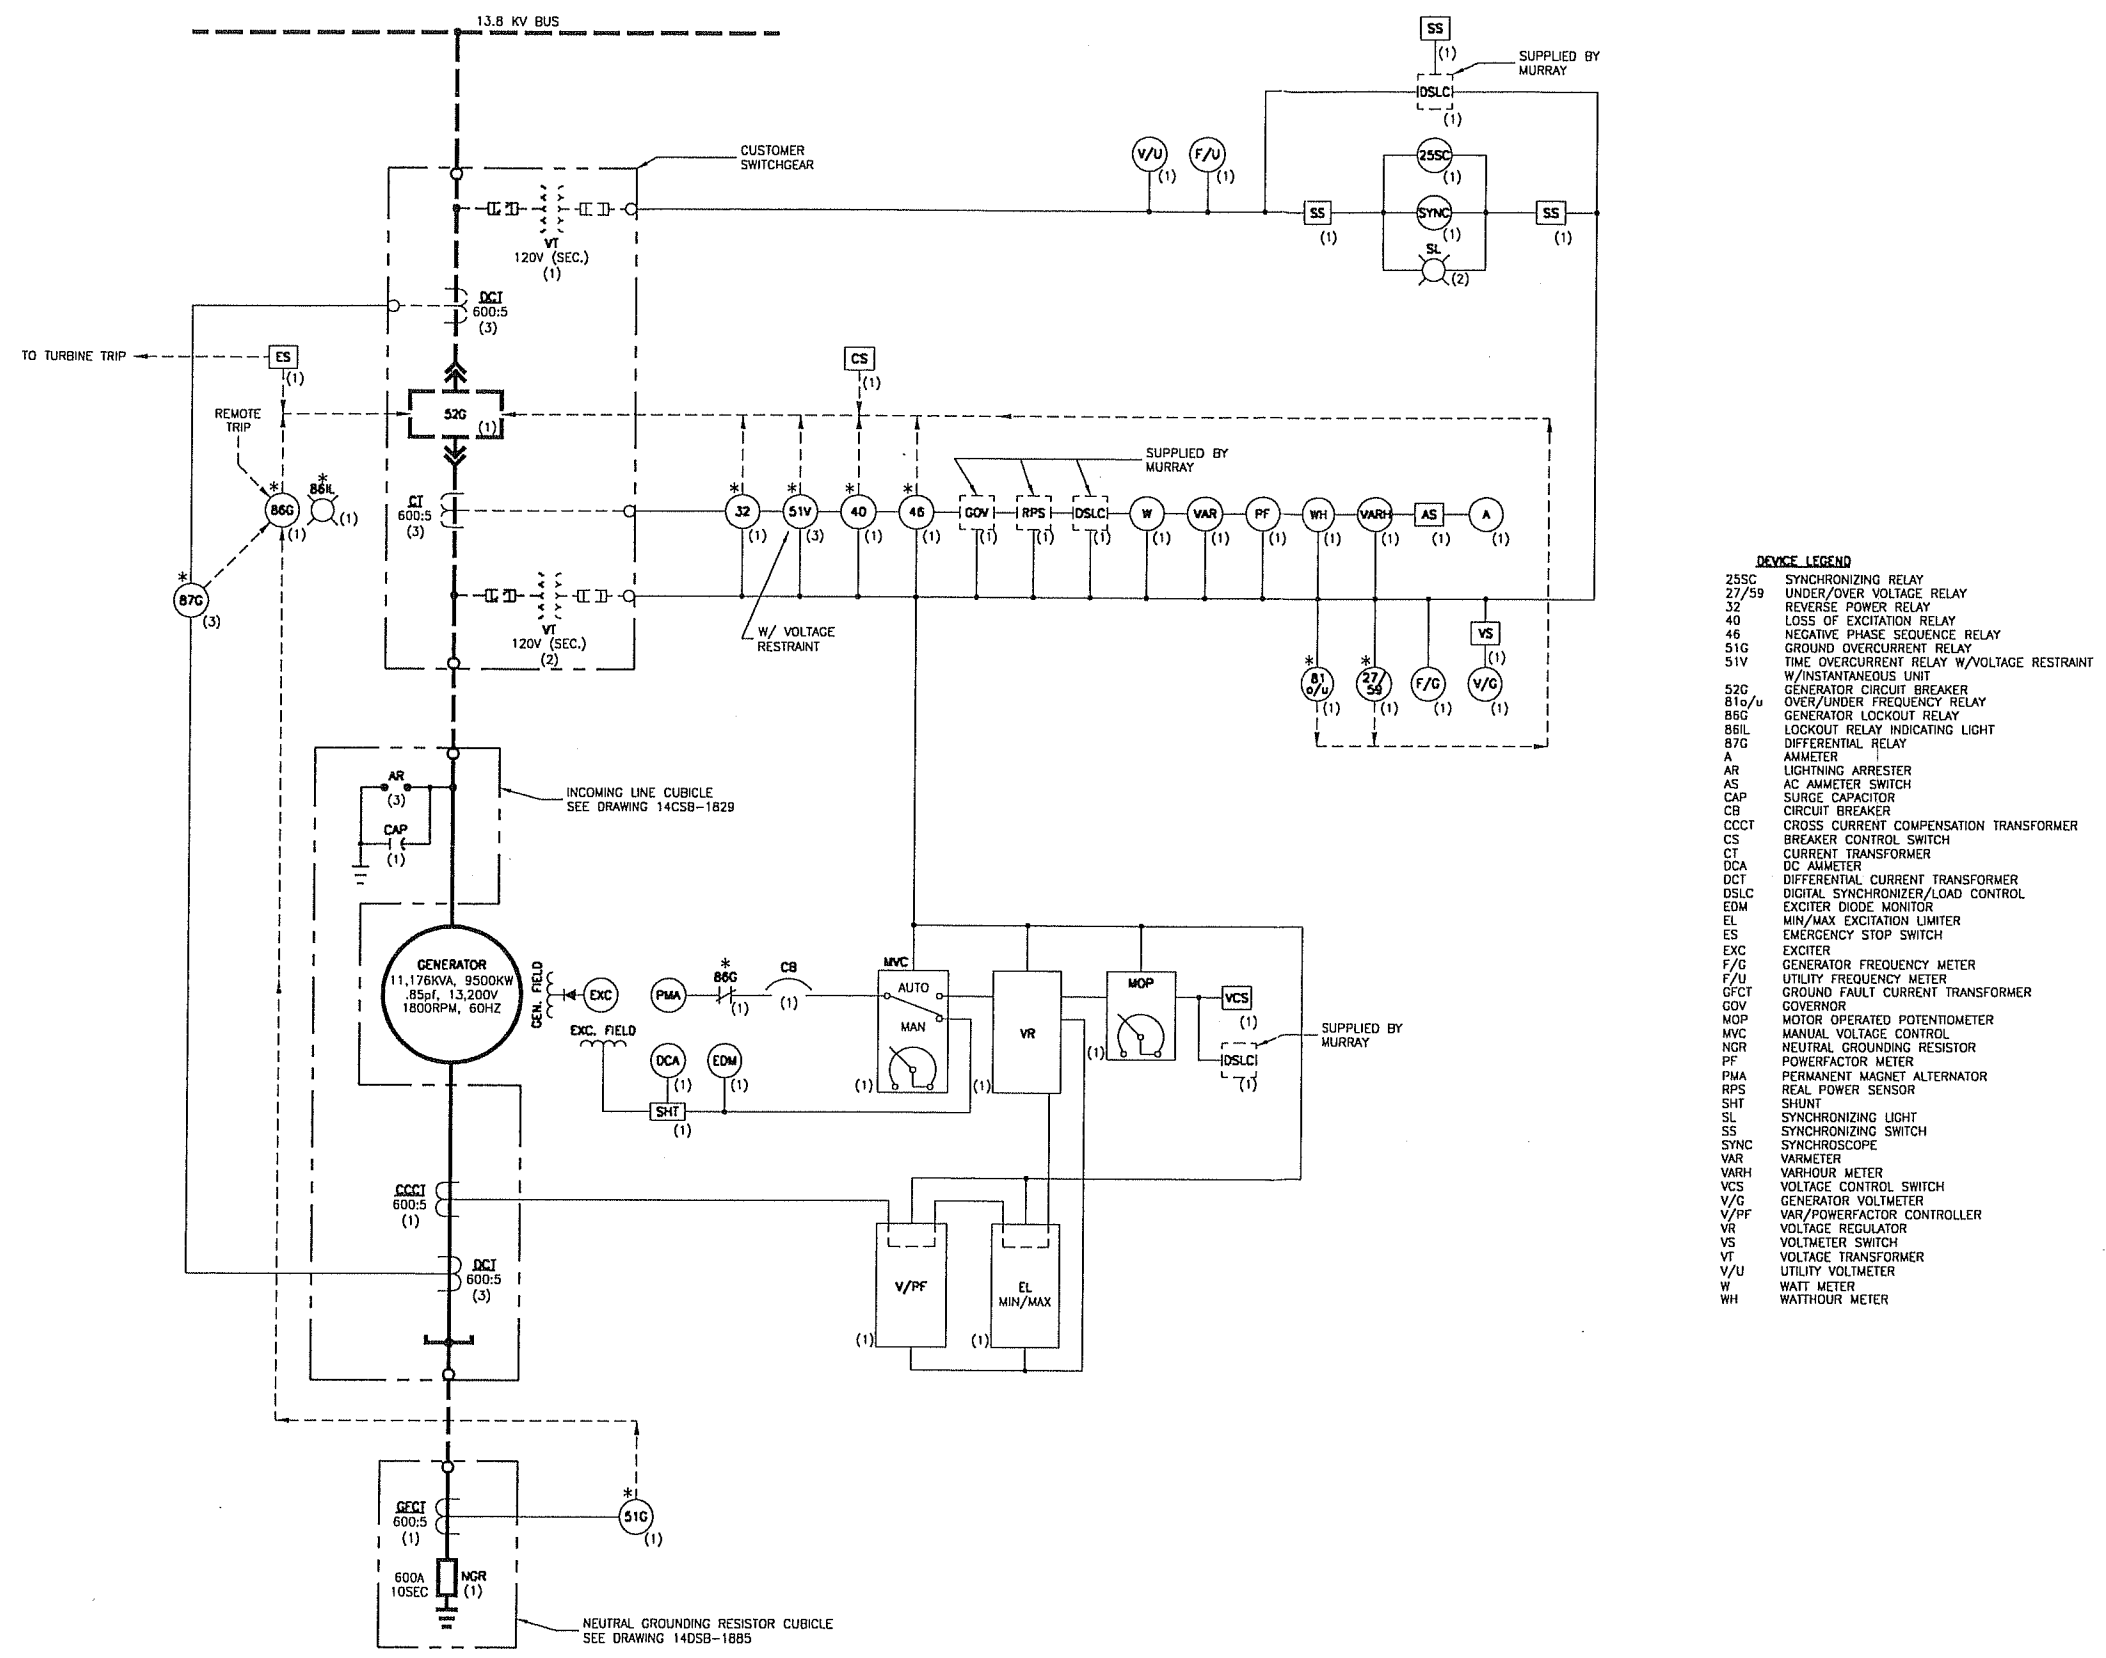 13.8 KV BUS
SS
(1)
SUPPLIED BY
MURRAY
DSLC
(1)
CUSTOMER
SWITCHGEAR
V/U
(1)
F/U
(1)
25SC
(1)
SS
(1)
SYNC
(1)
SS
(1)
SL
(2)
VT
120V (SEC.)
(1)
DCT
600:5
(3)
TO TURBINE TRIP
ES
(1)
CS
(1)
REMOTE
TRIP
52G
(1)
SUPPLIED BY
MURRAY
*
86G
(1)
*
86IL
(1)
CT
600:5
(3)
*
32
(1)
*
51V
(3)
*
40
(1)
*
46
(1)
GOV
(1)
RPS
(1)
DSLC
(1)
W
(1)
VAR
(1)
PF
(1)
WH
(1)
VARH
(1)
AS
(1)
A
(1)
*
87G
(3)
VT
120V (SEC.)
(2)
W/ VOLTAGE
RESTRAINT
VS
(1)
*
81
o/u
(1)
*
27/
59
(1)
F/G
(1)
V/G
(1)
AR
(3)
CAP
(1)
INCOMING LINE CUBICLE
SEE DRAWING 14CSB-1829
GENERATOR
11,176KVA, 9500KW
.85pf, 13,200V
1800RPM, 60HZ
GEN. FIELD
EXC
EXC. FIELD
PMA
*
86G
(1)
CB
(1)
MVC
AUTO
MAN
(1)
VR
(1)
MOP
(1)
VCS
(1)
DSLC
(1)
SUPPLIED BY
MURRAY
DCA
(1)
EDM
(1)
SHT
(1)
CCCT
600:5
(1)
DCT
600:5
(3)
V/PF
(1)
EL
MIN/MAX
(1)
GFCT
600:5
(1)
*
51G
(1)
600A
10SEC
NGR
(1)
NEUTRAL GROUNDING RESISTOR CUBICLE
SEE DRAWING 14DSB-1885
DEVICE LEGEND
25SC SYNCHRONIZING RELAY
27/59 UNDER/OVER VOLTAGE RELAY
32 REVERSE POWER RELAY
40 LOSS OF EXCITATION RELAY
46 NEGATIVE PHASE SEQUENCE RELAY
51G GROUND OVERCURRENT RELAY
51V TIME OVERCURRENT RELAY W/VOLTAGE RESTRAINT
W/INSTANTANEOUS UNIT
52G GENERATOR CIRCUIT BREAKER
81o/u OVER/UNDER FREQUENCY RELAY
86G GENERATOR LOCKOUT RELAY
86IL LOCKOUT RELAY INDICATING LIGHT
87G DIFFERENTIAL RELAY
A AMMETER
AR LIGHTNING ARRESTER
AS AC AMMETER SWITCH
CAP SURGE CAPACITOR
CB CIRCUIT BREAKER
CCCT CROSS CURRENT COMPENSATION TRANSFORMER
CS BREAKER CONTROL SWITCH
CT CURRENT TRANSFORMER
DCA DC AMMETER
DCT DIFFERENTIAL CURRENT TRANSFORMER
DSLC DIGITAL SYNCHRONIZER/LOAD CONTROL
EDM EXCITER DIODE MONITOR
EL MIN/MAX EXCITATION LIMITER
ES EMERGENCY STOP SWITCH
EXC EXCITER
F/G GENERATOR FREQUENCY METER
F/U UTILITY FREQUENCY METER
GFCT GROUND FAULT CURRENT TRANSFORMER
GOV GOVERNOR
MOP MOTOR OPERATED POTENTIOMETER
MVC MANUAL VOLTAGE CONTROL
NGR NEUTRAL GROUNDING RESISTOR
PF POWERFACTOR METER
PMA PERMANENT MAGNET ALTERNATOR
RPS REAL POWER SENSOR
SHT SHUNT
SL SYNCHRONIZING LIGHT
SS SYNCHRONIZING SWITCH
SYNC SYNCHROSCOPE
VAR VARMETER
VARH VARHOUR METER
VCS VOLTAGE CONTROL SWITCH
V/G GENERATOR VOLTMETER
V/PF VAR/POWERFACTOR CONTROLLER
VR VOLTAGE REGULATOR
VS VOLTMETER SWITCH
VT VOLTAGE TRANSFORMER
V/U UTILITY VOLTMETER
W WATT METER
WH WATTHOUR METER